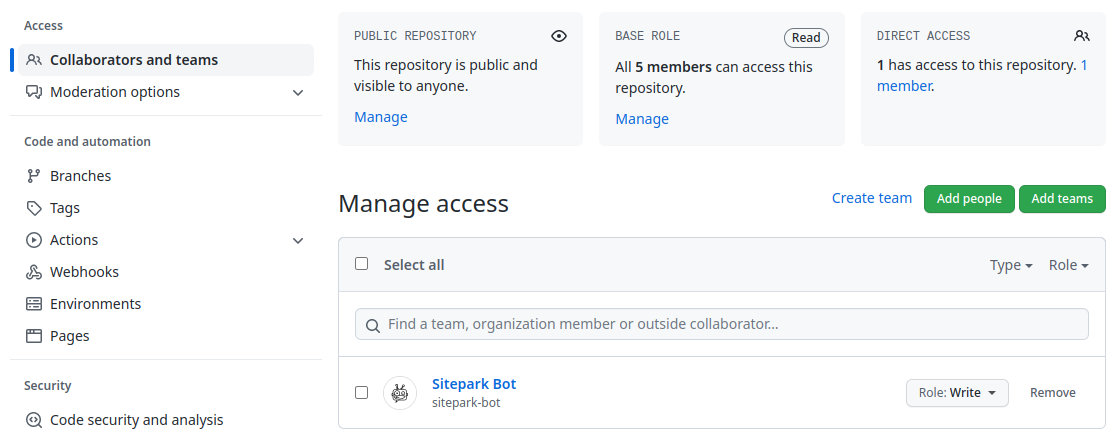 Access
Collaborators and teams
Moderation options
Code and automation
Branches
Tags
Actions
Webhooks
Environments
Pages
Security
Code security and analysis
PUBLIC REPOSITORY
This repository is public and
visible to anyone.
Manage
BASE ROLE
Read
All 5 members can access this
repository.
Manage
DIRECT ACCESS
1 has access to this repository. 1
member.
Manage access
Create team
Add people
Add teams
Select all
Type
Role
Find a team, organization member or outside collaborator...
Sitepark Bot
sitepark-bot
Role: Write
Remove